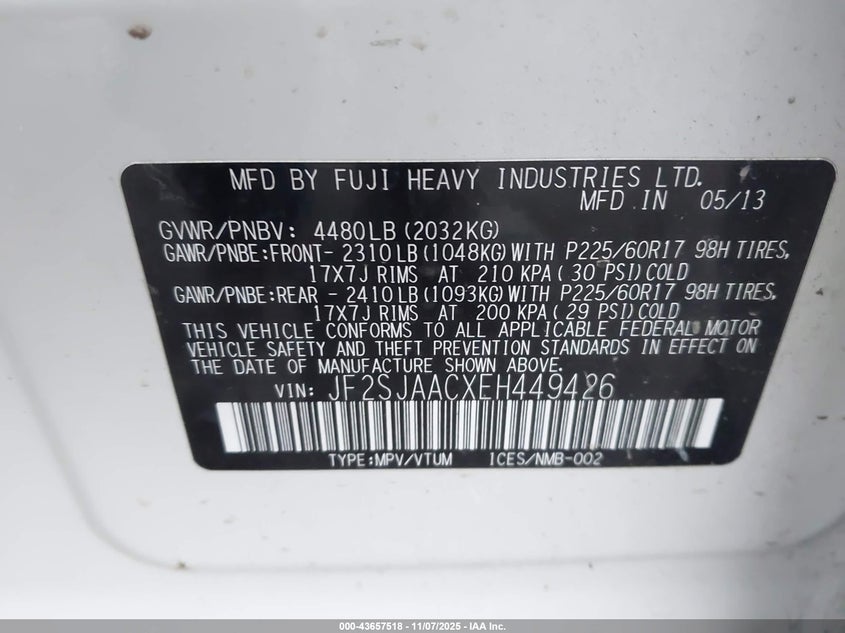 MFD BY FUJI HEAVY INDUSTRIES LTD.
MFD IN 05/13
GVWR/PNBV: 4480LB(2032KG)
GAWR/PNBE:FRONT- 2310LB(1048KG)WITH P225/60R17 98H TIRES,
17X7J RIMS AT 210 KPA(30 PSI)COLD
GAWR/PNBE:REAR - 2410LB(1093KG)WITH P225/60R17 98H TIRES,
17X7J RIMS AT 200 KPA(29 PSI)COLD
THIS VEHICLE CONFORMS TO ALL APPLICABLE FEDERAL MOTOR
VEHICLE SAFETY AND THEFT PREVENTION STANDARDS IN EFFECT ON
THE DATE OF MANUFACTURE SHOWN ABOVE.
VIN: JF2SJAACXEH449426
TYPE:MPV/VTUM ICES/NMB-002
000-43657518 - 11/07/2025 - IAA Inc.